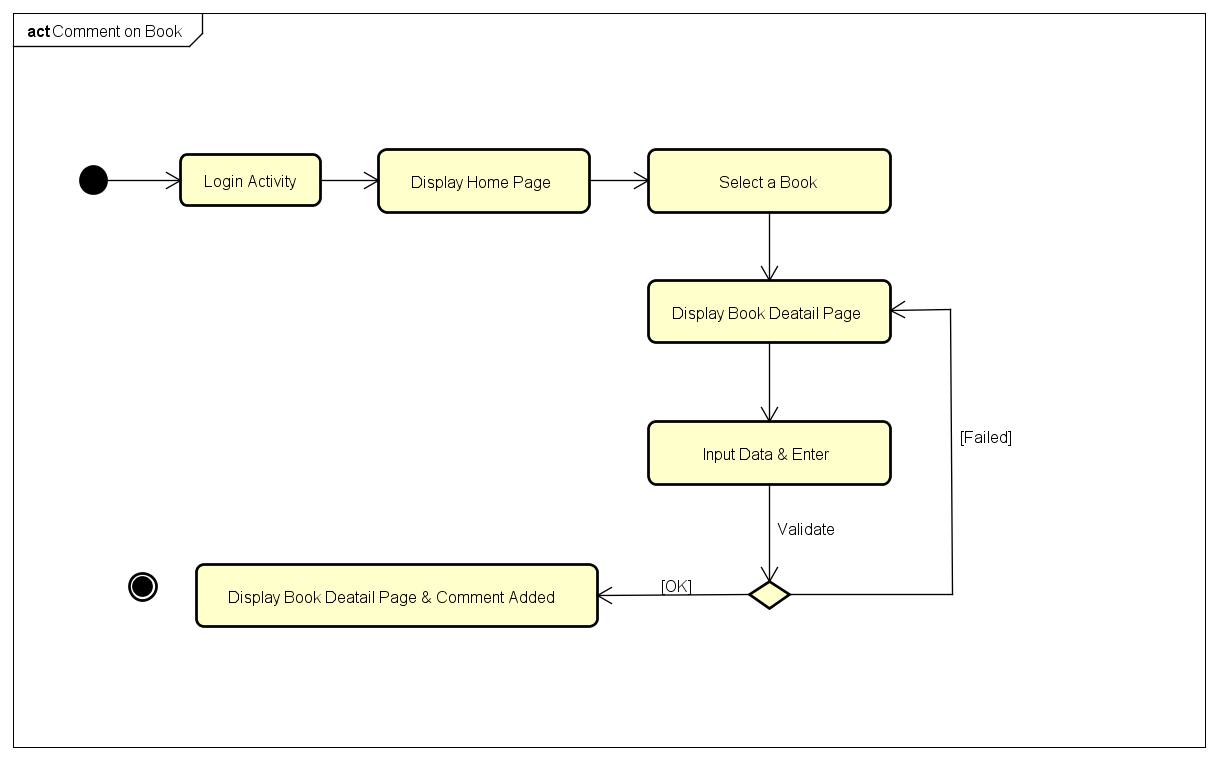 act Comment on Book
Login Activity
Display Home Page
Select a Book
Display Book Deatail Page
[Failed]
Input Data & Enter
Validate
[OK]
Display Book Deatail Page & Comment Added